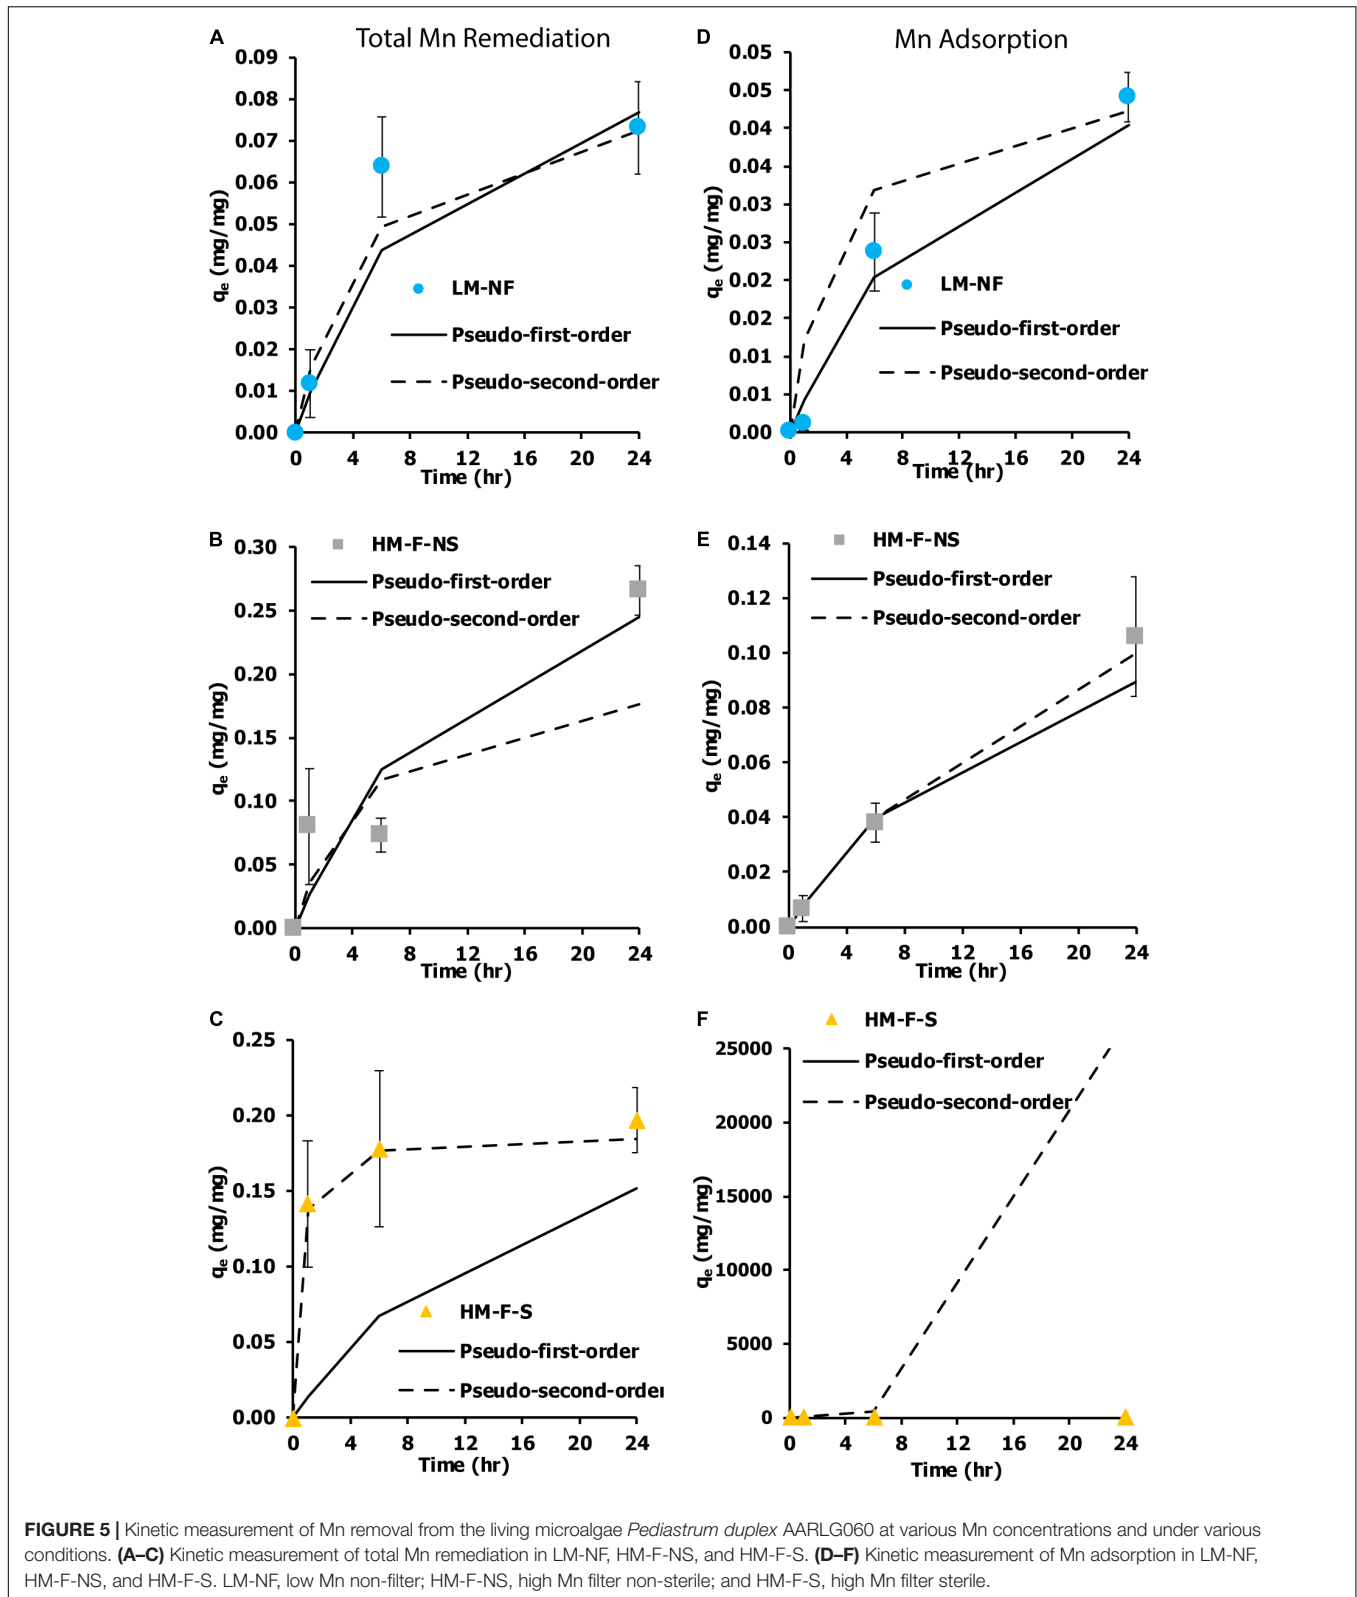 A
Total Mn Remediation
0.09
0.08
0.07
0.06
0.05
0.04
0.03
0.02
0.01
0.00
qe (mg/mg)
LM-NF
Pseudo-first-order
Pseudo-second-order
0 4 8 12 16 20 24
Time (hr)
D
Mn Adsorption
0.05
0.05
0.04
0.04
0.03
0.03
0.02
0.02
0.01
0.01
0.00
qe (mg/mg)
LM-NF
Pseudo-first-order
Pseudo-second-order
0 4 8 12 16 20 24
Time (hr)
B
0.30
0.25
0.20
0.15
0.10
0.05
0.00
qe (mg/mg)
HM-F-NS
Pseudo-first-order
Pseudo-second-order
0 4 8 12 16 20 24
Time (hr)
E
0.14
0.12
0.10
0.08
0.06
0.04
0.02
0.00
qe (mg/mg)
HM-F-NS
Pseudo-first-order
Pseudo-second-order
0 4 8 12 16 20 24
Time (hr)
C
0.25
0.20
0.15
0.10
0.05
0.00
qe (mg/mg)
HM-F-S
Pseudo-first-order
Pseudo-second-order
0 4 8 12 16 20 24
Time (hr)
F
HM-F-S
Pseudo-first-order
Pseudo-second-order
25000
20000
15000
10000
5000
0
qe (mg/mg)
0 4 8 12 16 20 24
Time (hr)
FIGURE 5 | Kinetic measurement of Mn removal from the living microalgae Pediastrum duplex AARLG060 at various Mn concentrations and under various
conditions. (A–C) Kinetic measurement of total Mn remediation in LM-NF, HM-F-NS, and HM-F-S. (D–F) Kinetic measurement of Mn adsorption in LM-NF,
HM-F-NS, and HM-F-S. LM-NF, low Mn non-filter; HM-F-NS, high Mn filter non-sterile; and HM-F-S, high Mn filter sterile.